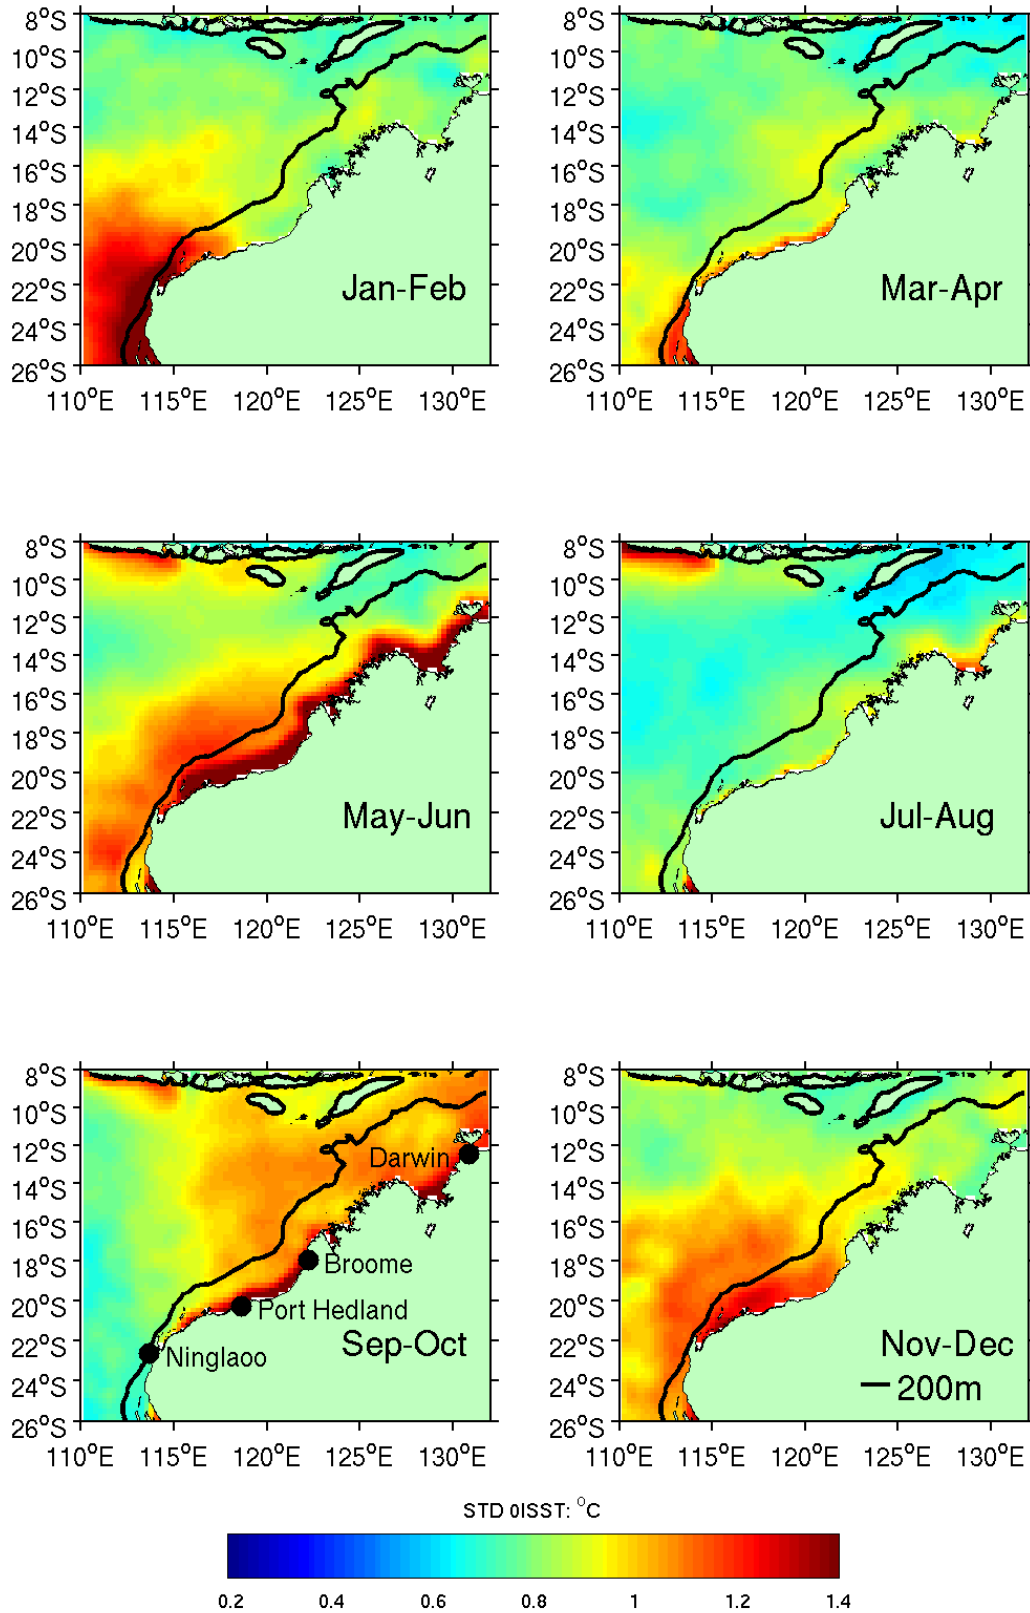 8°S 8°S
10°S 10°S
12°S 12°S
14°S 14°S
16°S 16°S
18°S 18°S
20°S 20°S
22°S Jan-Feb 22°S Mar-Apr
24°S 24°S
26°S 26°S
110°E 115°E 120°E 125°E 130°E 110°E 115°E 120°E 125°E 130°E
8°S 8°S
10°S 10°S
12°S 12°S
14°S 14°S
16°S 16°S
18°S 18°S
20°S 20°S
22°S May-Jun 22°S Jul-Aug
24°S 24°S
26°S 26°S
110°E 115°E 120°E 125°E 130°E 110°E 115°E 120°E 125°E 130°E
8°S 8°S
10°S 10°S
12°S Darwin 12°S
14°S 14°S
16°S 16°S
18°S Broome 18°S
20°S Port Hedland 20°S
22°S Ninglaoo Sep-Oct 22°S Nov-Dec
24°S 24°S 200m
26°S 26°S
110°E 115°E 120°E 125°E 130°E 110°E 115°E 120°E 125°E 130°E
STD OISST: °C
0.2 0.4 0.6 0.8 1 1.2 1.4